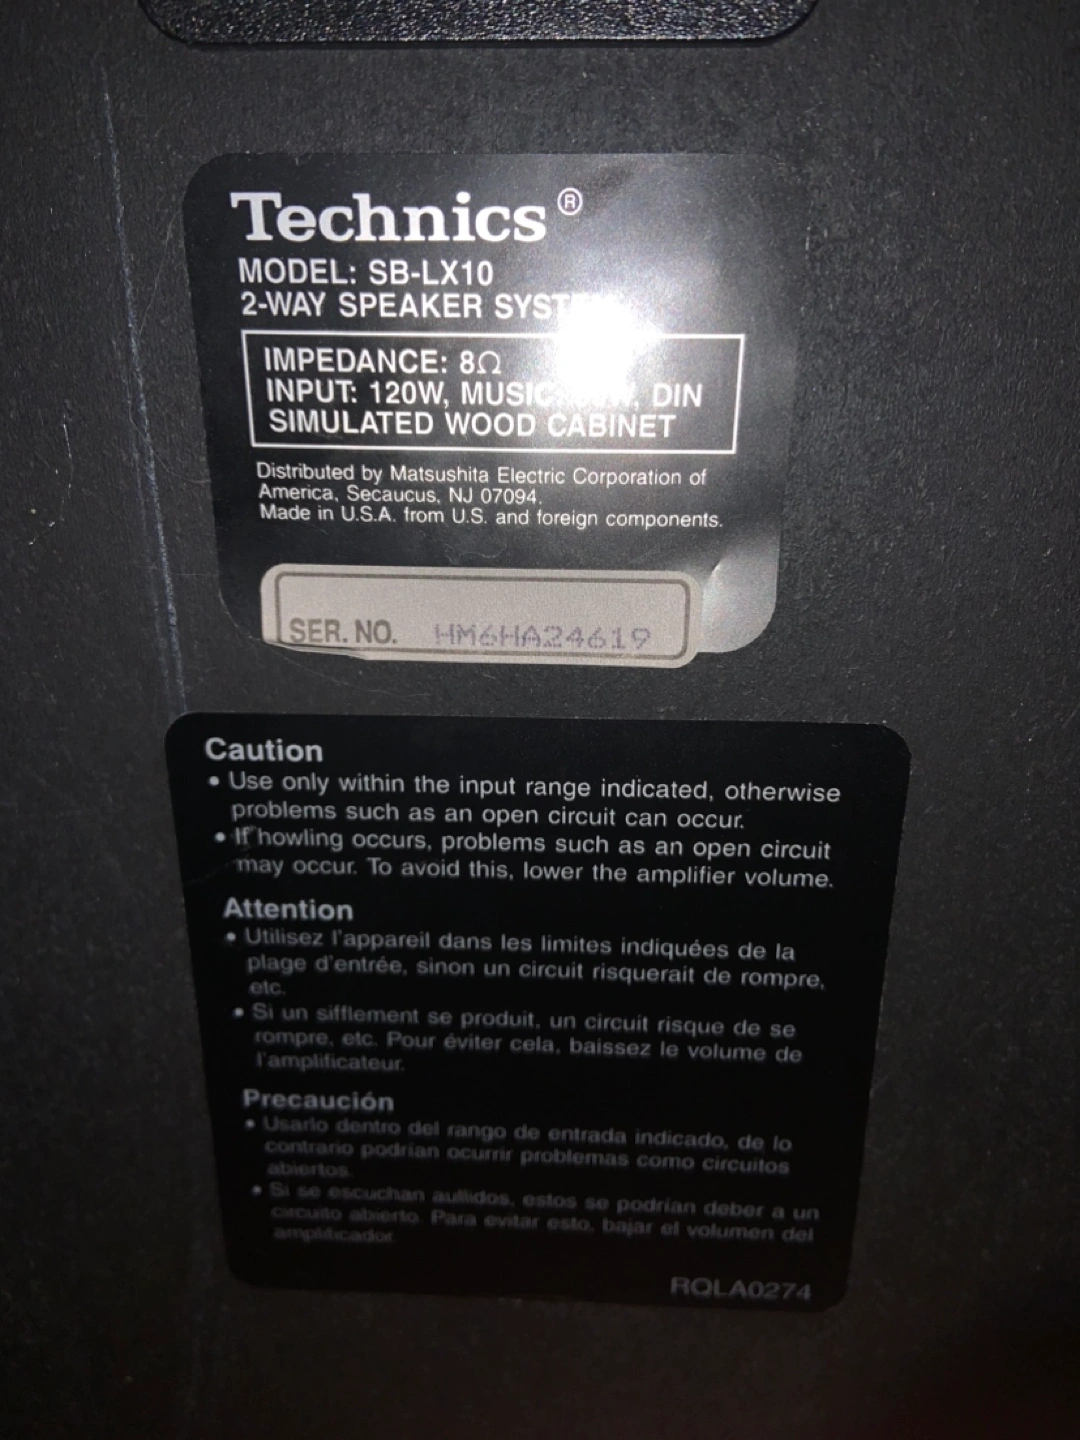 Technics ®
MODEL: SB-LX10
2-WAY SPEAKER SYSTEM
IMPEDANCE: 8Ω
INPUT: 120W, MUSIC, DIN
SIMULATED WOOD CABINET
Distributed by Matsushita Electric Corporation of
America, Secaucus, NJ 07094.
Made in U.S.A. from U.S. and foreign components.
SER. NO. HM6HA24619
Caution
• Use only within the input range indicated, otherwise
problems such as an open circuit can occur.
• If howling occurs, problems such as an open circuit
may occur. To avoid this, lower the amplifier volume.
Attention
• Utilisez l'appareil dans les limites indiquées de la
plage d'entrée, sinon un circuit risquerait de rompre,
etc.
• Si un sifflement se produit, un circuit risque de se
rompre, etc. Pour éviter cela, baissez le volume de
l'amplificateur.
Precaución
• Usarlo dentro del rango de entrada indicado, de lo
contrario podrían ocurrir problemas como circuitos
abiertos.
• Si se escuchan aullidos, estos se podrían deber a un
circuito abierto. Para evitar esto, bajar el volumen del
amplificador.
RQLA0274